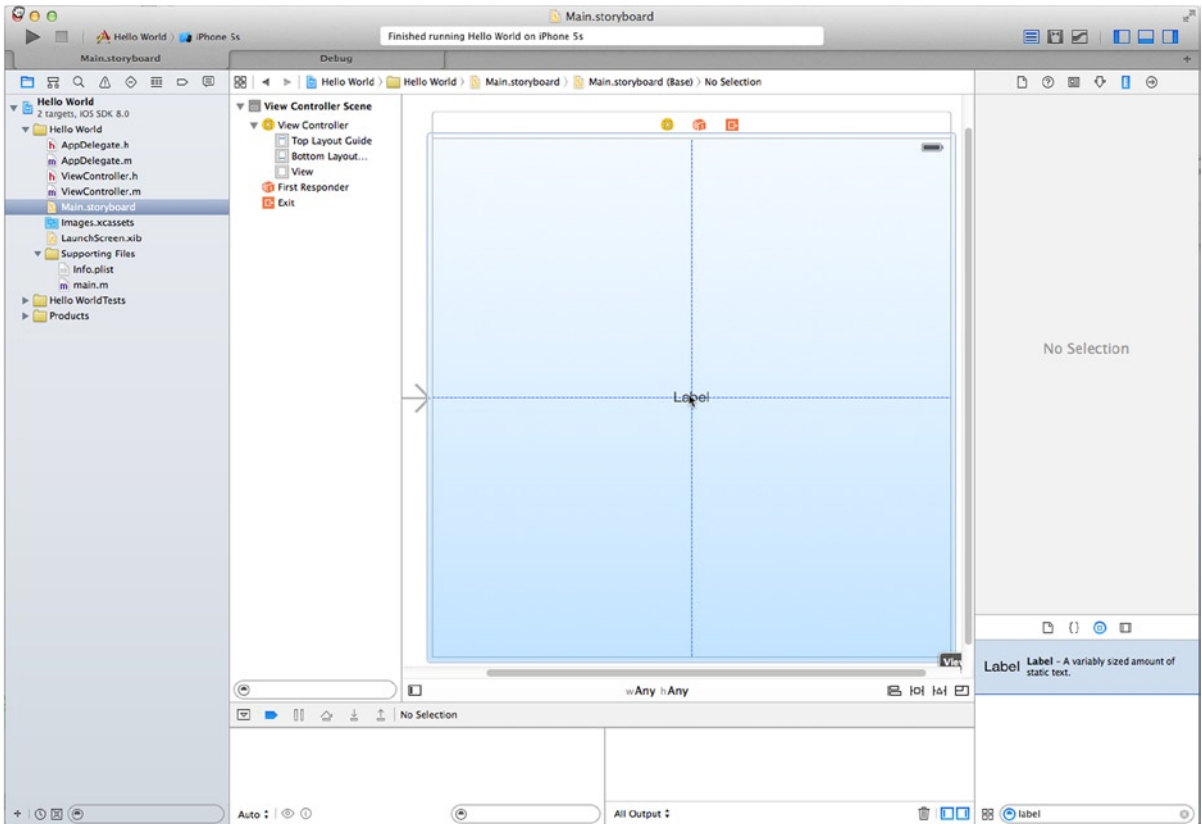 Main.storyboard
Hello World
iPhone 5s
Finished running Hello World on iPhone 5s
Main.storyboard
Debug
Hello World
Hello World
Main.storyboard
Main.storyboard (Base)
No Selection
Hello World
2 targets, iOS SDK 8.0
Hello World
h AppDelegate.h
m AppDelegate.m
h ViewController.h
m ViewController.m
Main.storyboard
Images.xcassets
LaunchScreen.xib
Supporting Files
Info.plist
m main.m
Hello WorldTests
Products
View Controller Scene
View Controller
Top Layout Guide
Bottom Layout...
View
First Responder
Exit
Label
No Selection
Label
Label - A variably sized amount of
static text.
wAny hAny
No Selection
Auto
All Output
label